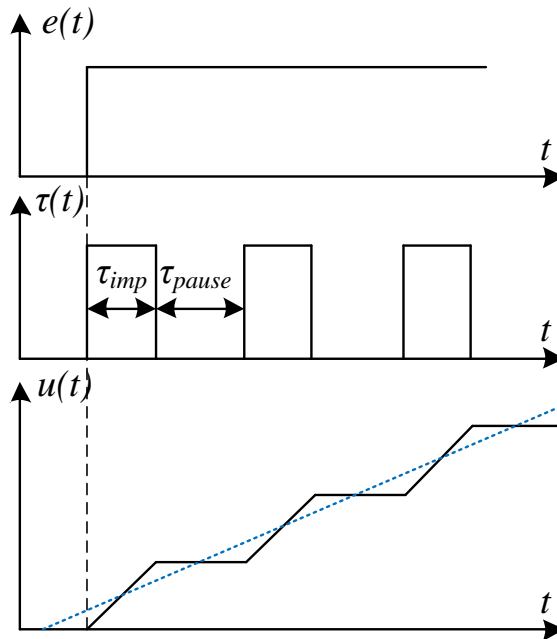 e(t)
t
τ(t)
τimp τpause
t
u(t)
t